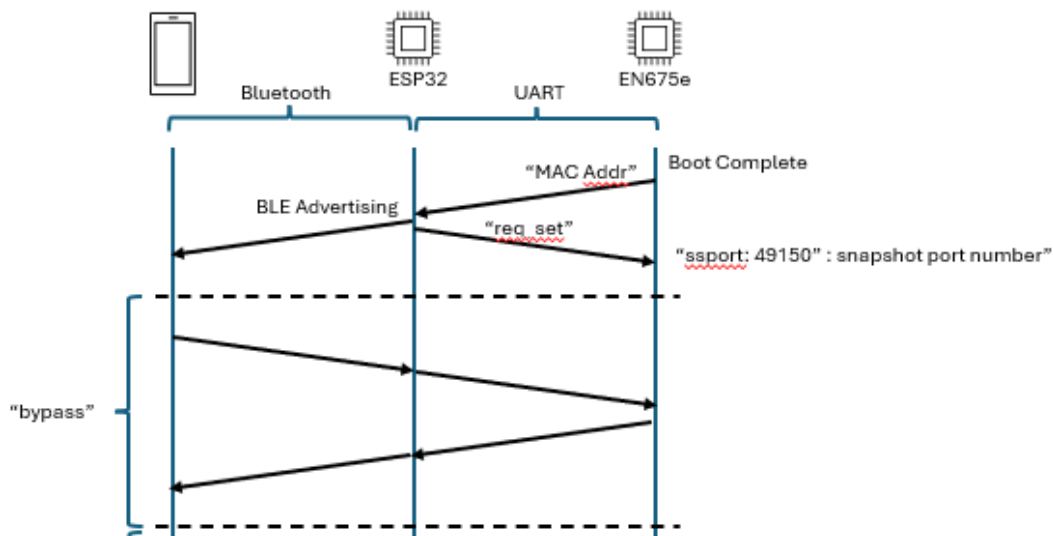 ESP32
EN675e
Bluetooth
UART
Boot Complete
“MAC Addr”
BLE Advertising
“req_set”
“ssport: 49150” : snapshot port number”
“bypass”